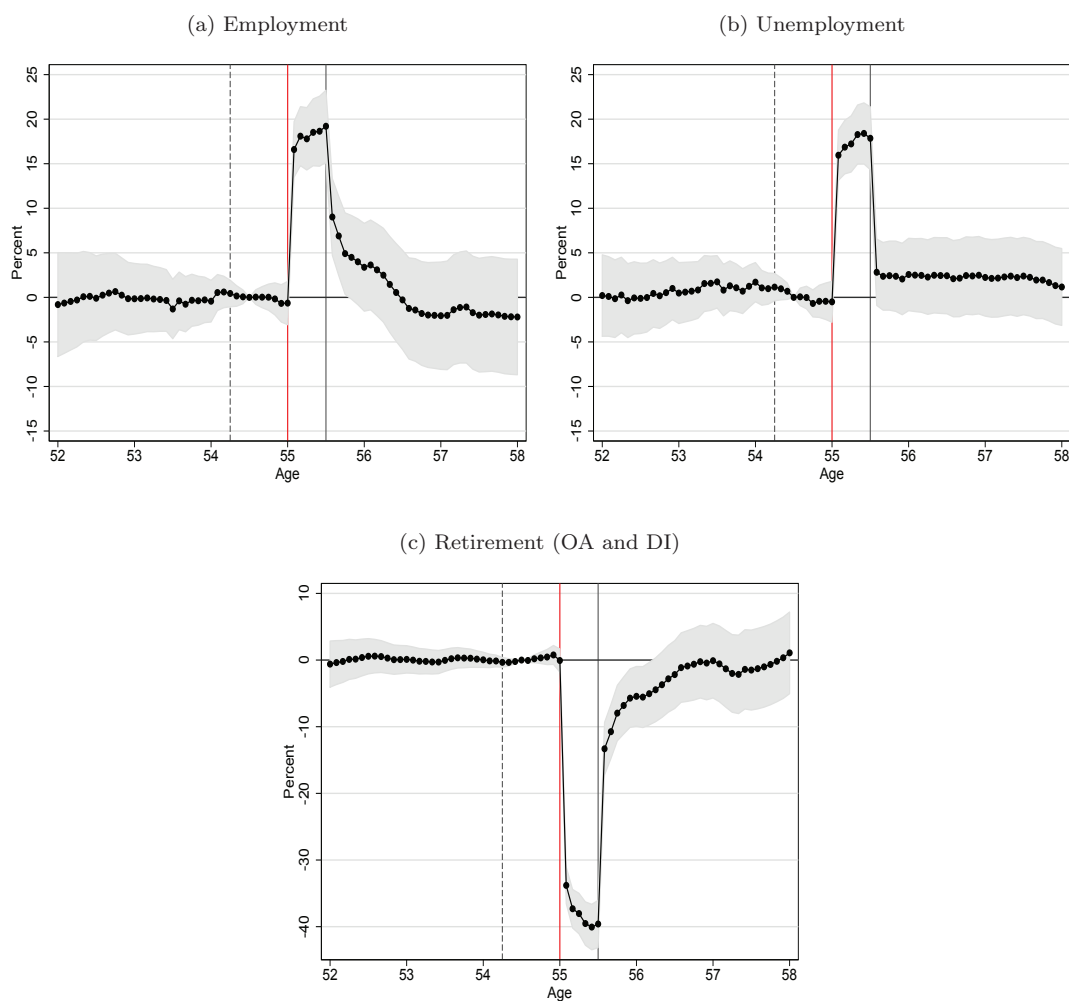 (a) Employment
(b) Unemployment
25
20
15
10
5
0
-5
-10
-15
Percent
52 53 54 55 56 57 58
Age
25
20
15
10
5
0
-5
-10
-15
Percent
52 53 54 55 56 57 58
Age
(c) Retirement (OA and DI)
10
0
-10
-20
-30
-40
Percent
52 53 54 55 56 57 58
Age